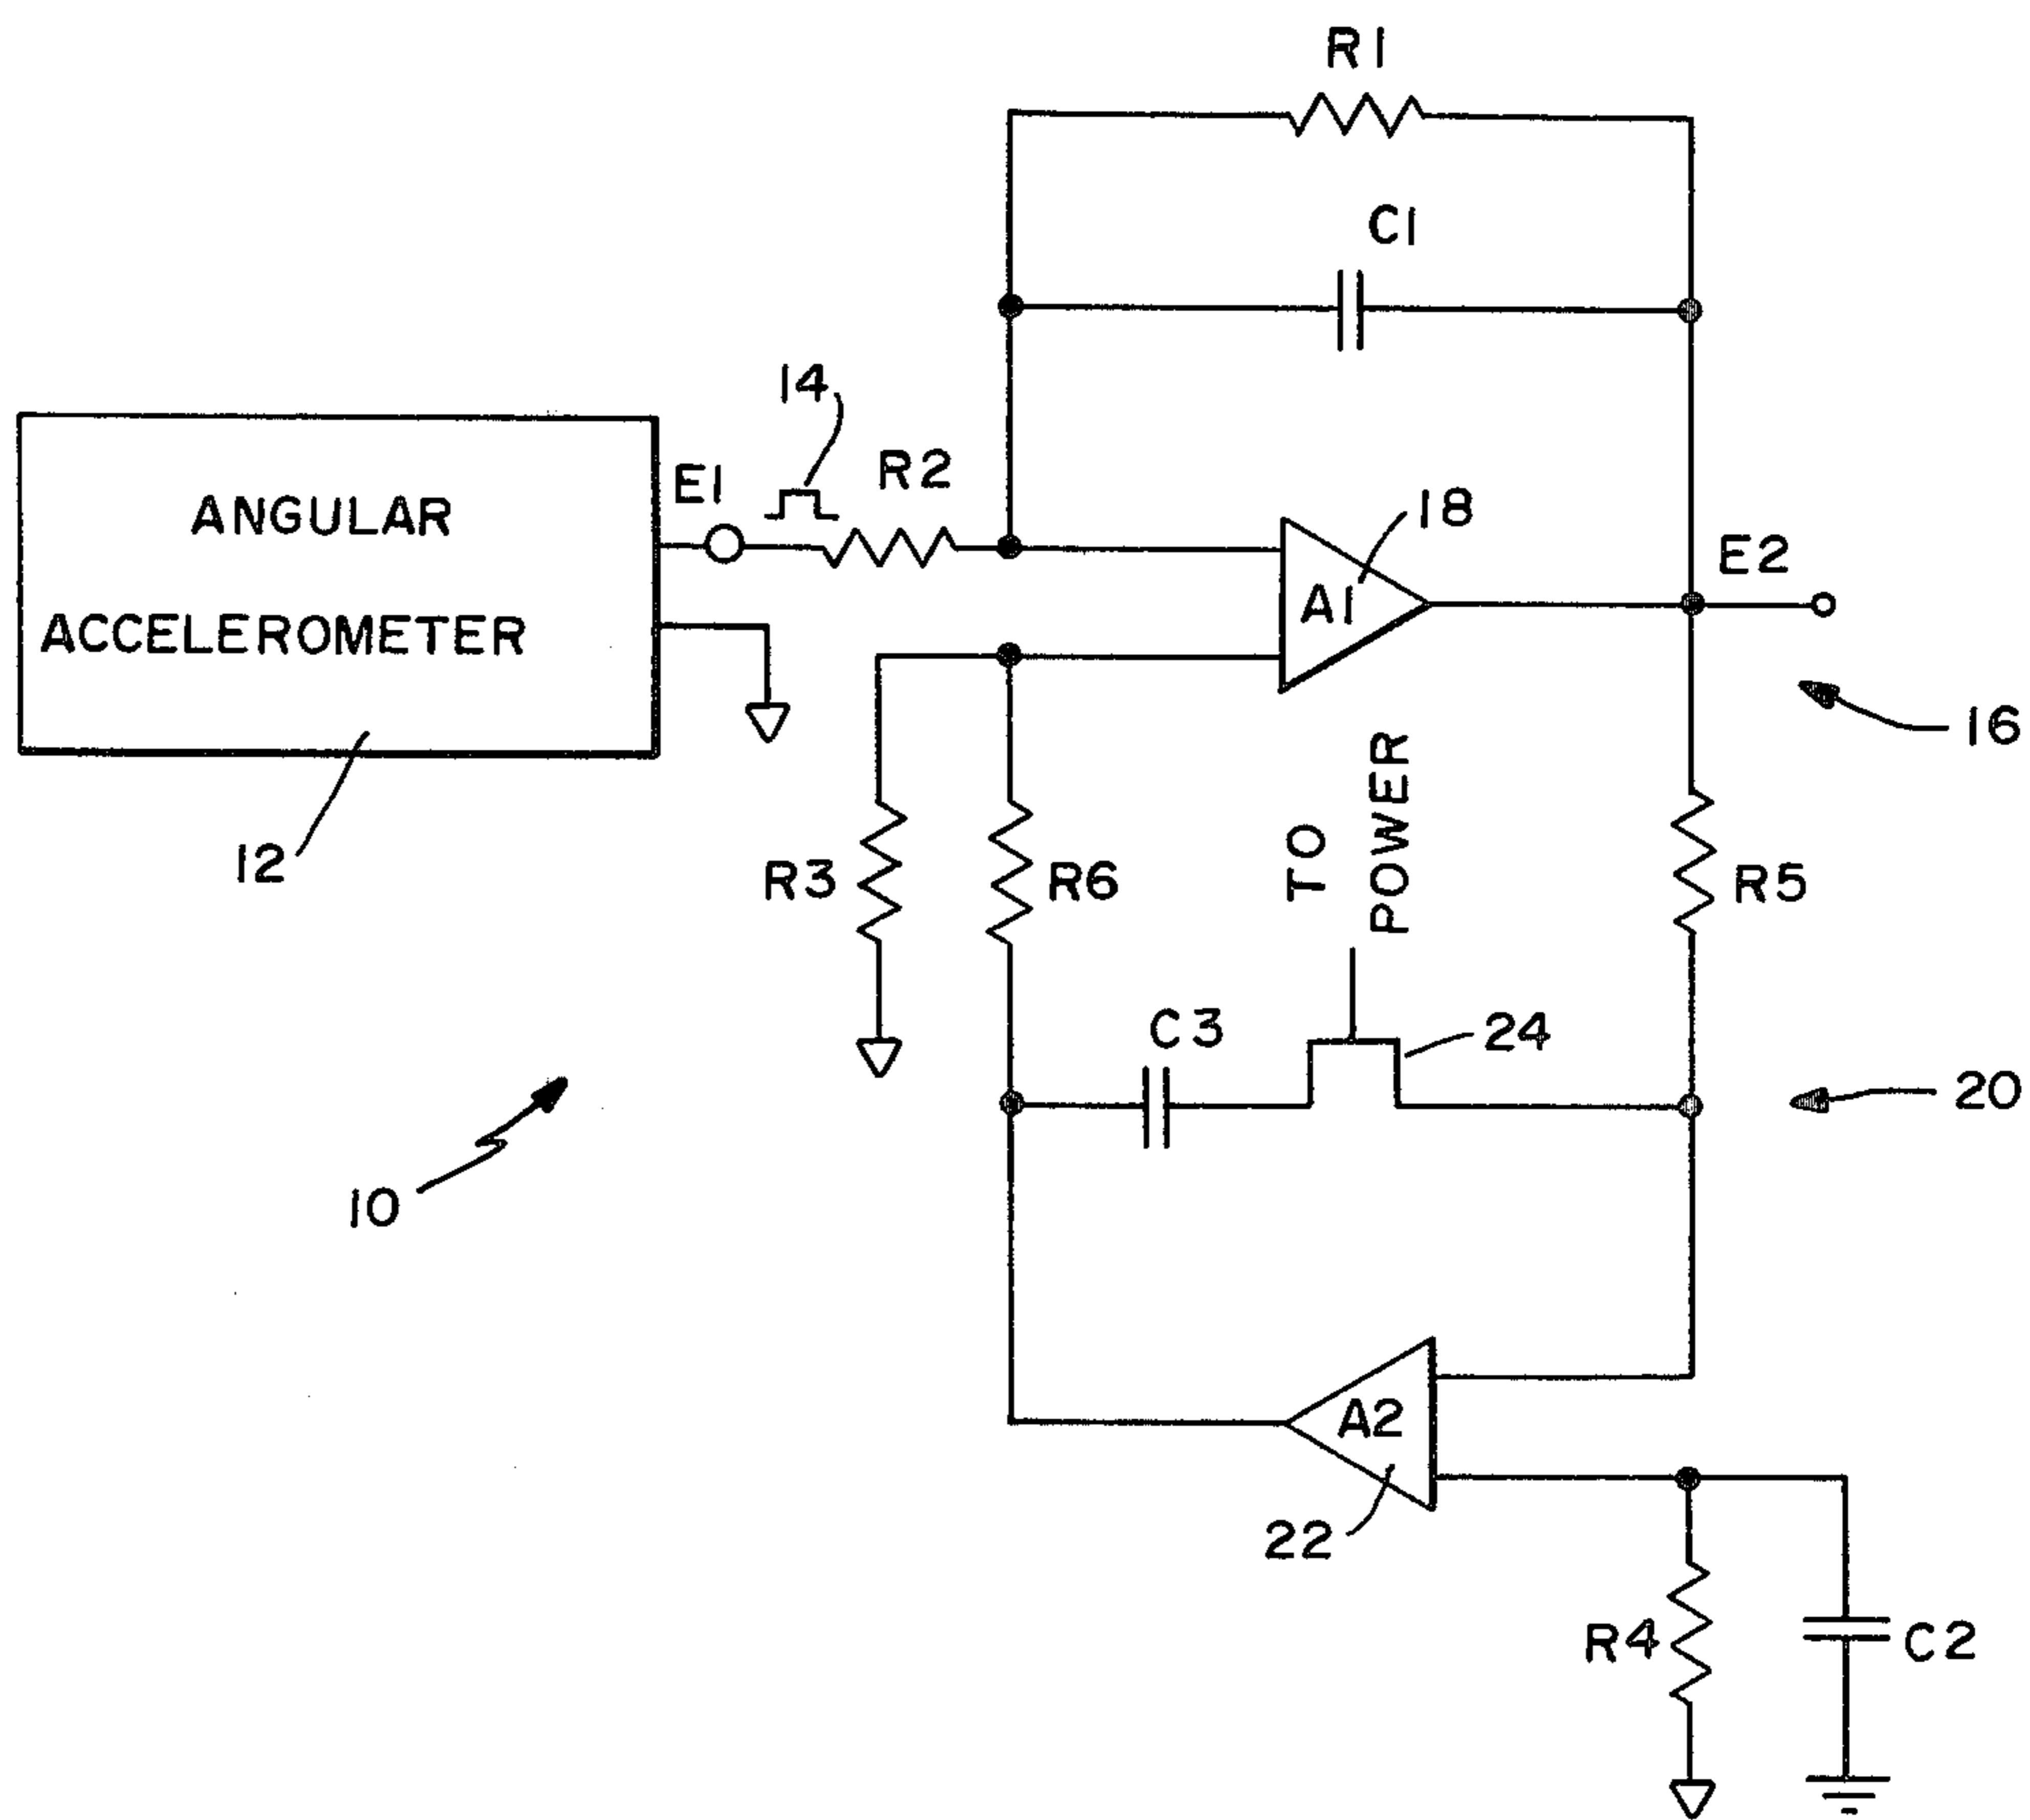 R1
C1
14
E1
R2
ANGULAR
ACCELEROMETER
18
A1
E2
16
12
R3
R6
TO
POWER
R5
C3
24
20
10
A2
22
R4
C2